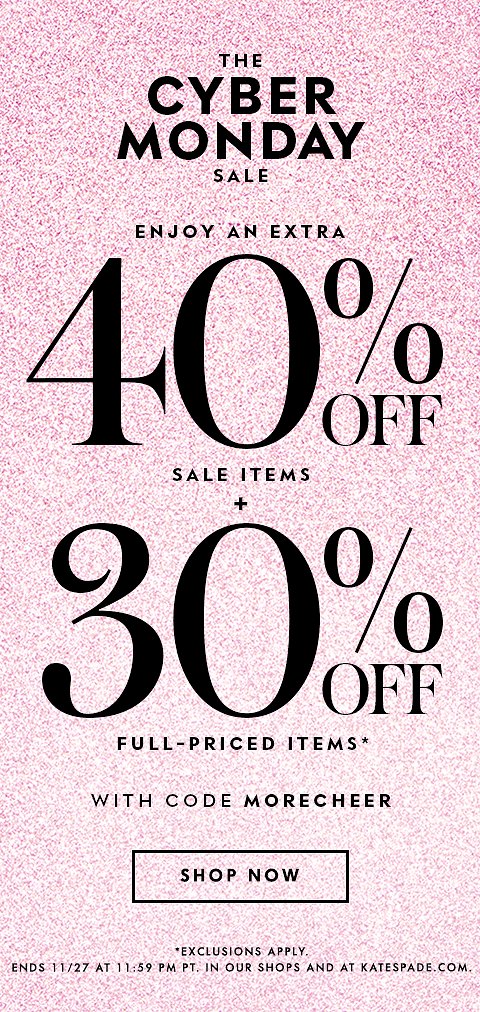 THE
CYBER
MONDAY
SALE
ENJOY AN EXTRA
40%
OFF
SALE ITEMS
+
30%
OFF
FULL-PRICED ITEMS*
WITH CODE MORECHEER
SHOP NOW
*EXCLUSIONS APPLY.
ENDS 11/27 AT 11:59 PM PT. IN OUR SHOPS AND AT KATESPADE.COM.